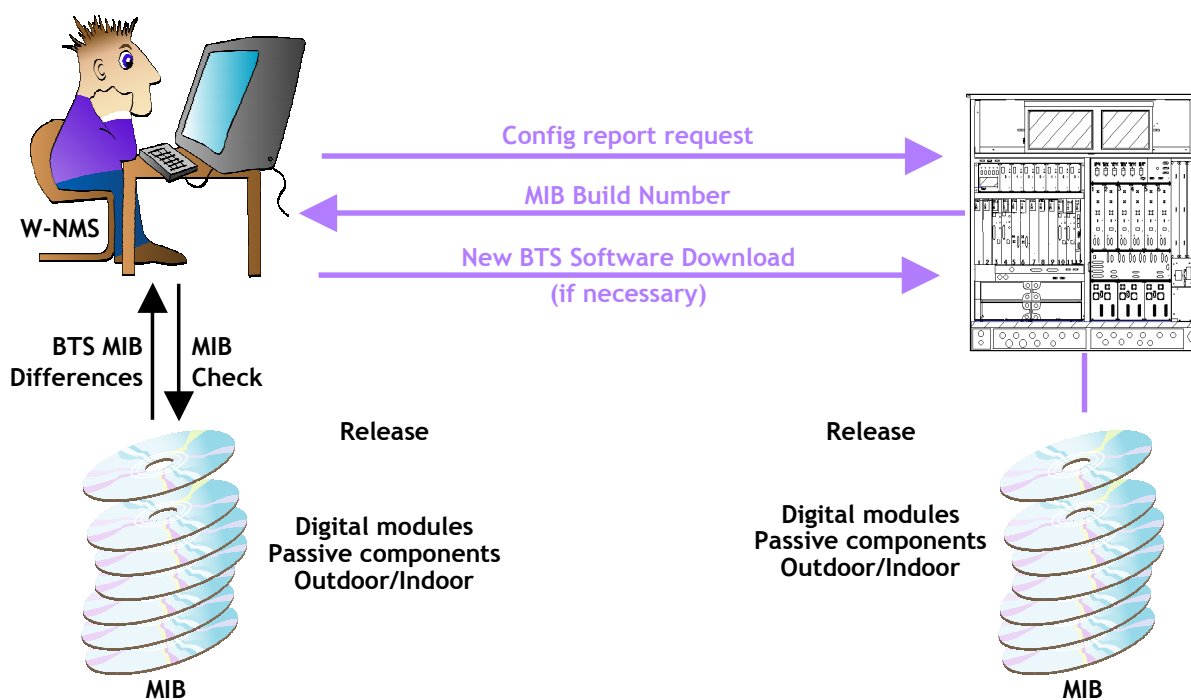 Config report request
MIB Build Number
W-NMS
New BTS Software Download
(if necessary)
BTS MIB
Differences
MIB
Check
Release
Digital modules
Passive components
Outdoor/Indoor
MIB
Release
Digital modules
Passive components
Outdoor/Indoor
MIB